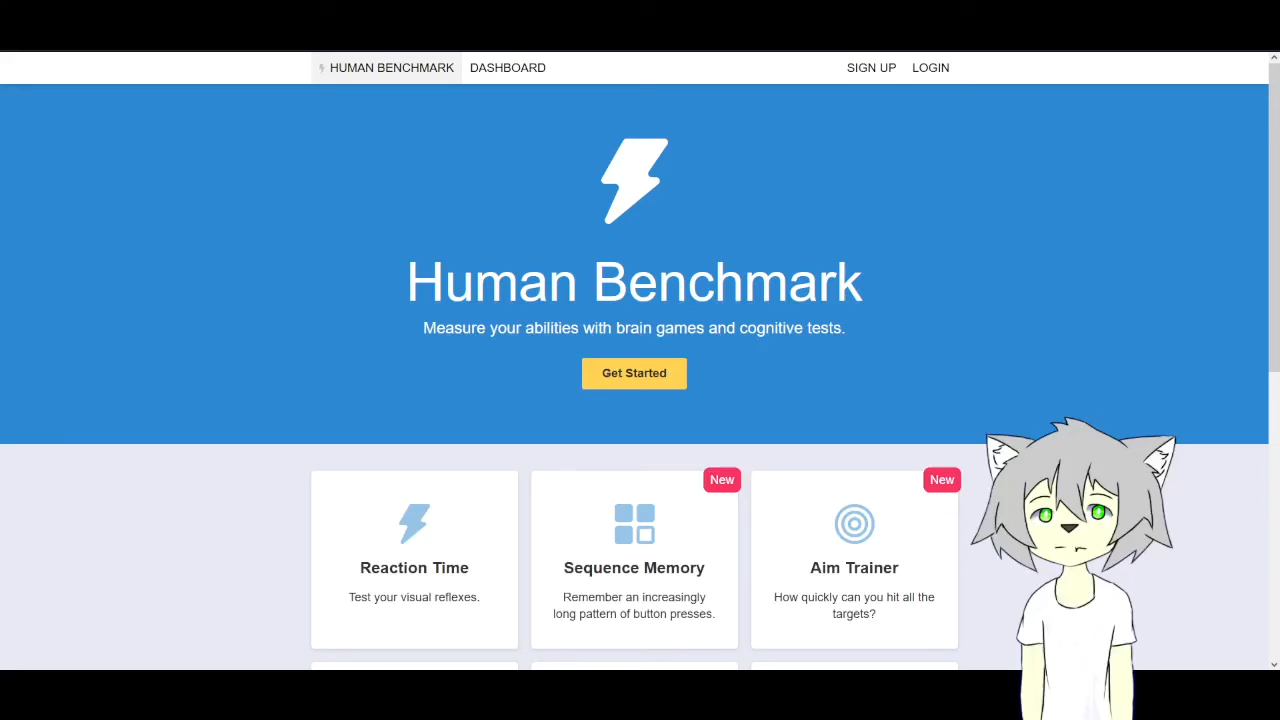 HUMAN BENCHMARK DASHBOARD SIGN UP LOGIN
Human Benchmark
Measure your abilities with brain games and cognitive tests.
Get Started
New
New
Reaction Time
Test your visual reflexes.
Sequence Memory
Remember an increasingly
long pattern of button presses.
Aim Trainer
How quickly can you hit all the
targets?